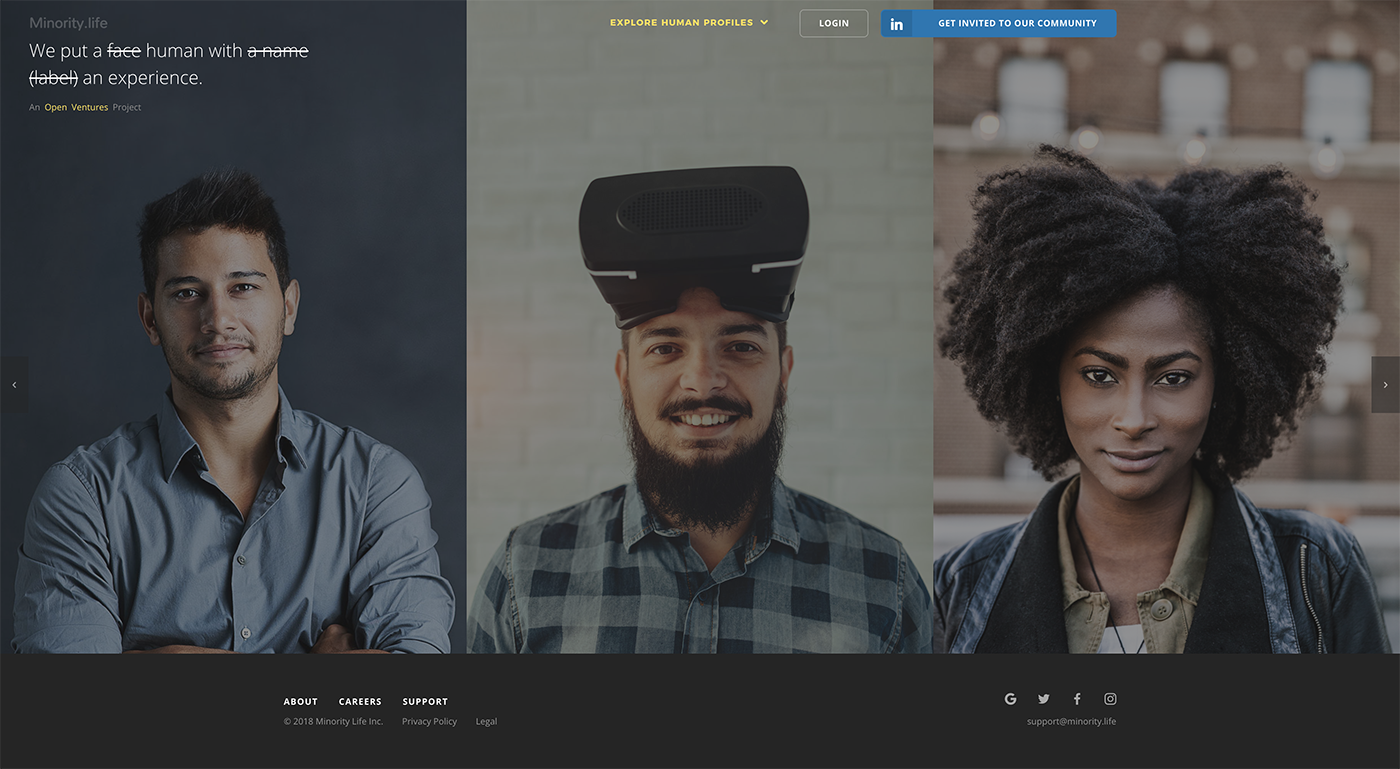 Minority.life
EXPLORE HUMAN PROFILES
LOGIN
in
GET INVITED TO OUR COMMUNITY
We put a face human with a name
(label) an experience.
An Open Ventures Project
ABOUT CAREERS SUPPORT
© 2018 Minority Life Inc. Privacy Policy Legal
G
support@minority.life